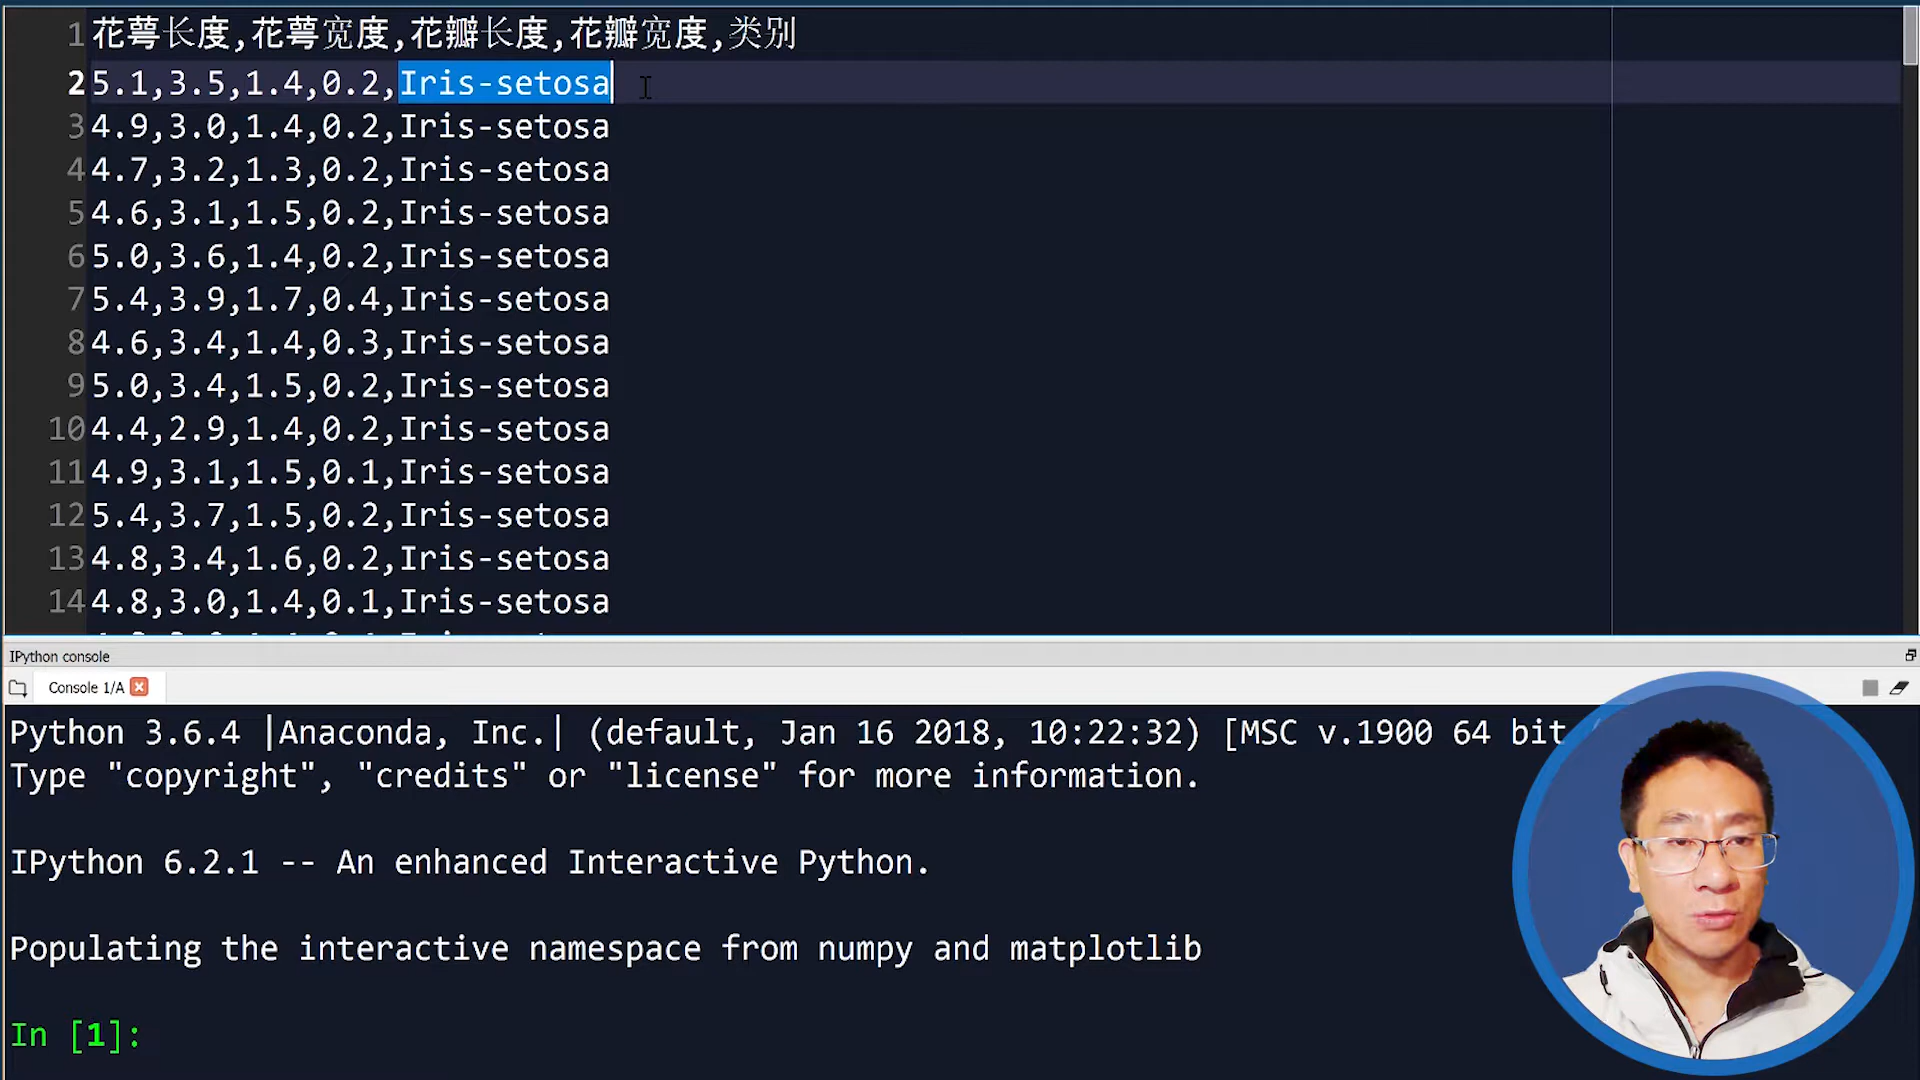 1 花萼长度,花萼宽度,花瓣长度,花瓣宽度,类别
2 5.1,3.5,1.4,0.2,Iris-setosa
3 4.9,3.0,1.4,0.2,Iris-setosa
4 4.7,3.2,1.3,0.2,Iris-setosa
5 4.6,3.1,1.5,0.2,Iris-setosa
6 5.0,3.6,1.4,0.2,Iris-setosa
7 5.4,3.9,1.7,0.4,Iris-setosa
8 4.6,3.4,1.4,0.3,Iris-setosa
9 5.0,3.4,1.5,0.2,Iris-setosa
10 4.4,2.9,1.4,0.2,Iris-setosa
11 4.9,3.1,1.5,0.1,Iris-setosa
12 5.4,3.7,1.5,0.2,Iris-setosa
13 4.8,3.4,1.6,0.2,Iris-setosa
14 4.8,3.0,1.4,0.1,Iris-setosa
IPython console
Console 1/A
Python 3.6.4 |Anaconda, Inc.| (default, Jan 16 2018, 10:22:32) [MSC v.1900 64 bit
Type "copyright", "credits" or "license" for more information.
IPython 6.2.1 -- An enhanced Interactive Python.
Populating the interactive namespace from numpy and matplotlib
In [1]: